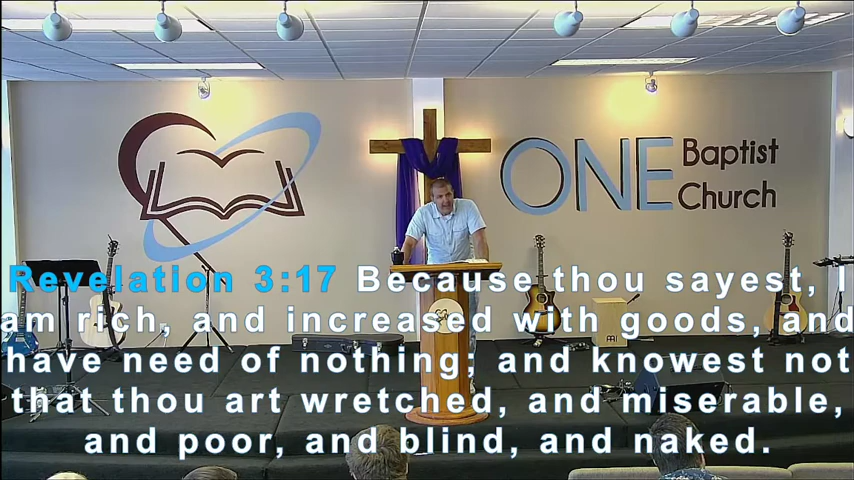 ONE Baptist
Church
Revelation 3:17 Because thou sayest, I
am rich, and increased with goods, and
have need of nothing; and knowest not
that thou art wretched, and miserable,
and poor, and blind, and naked.